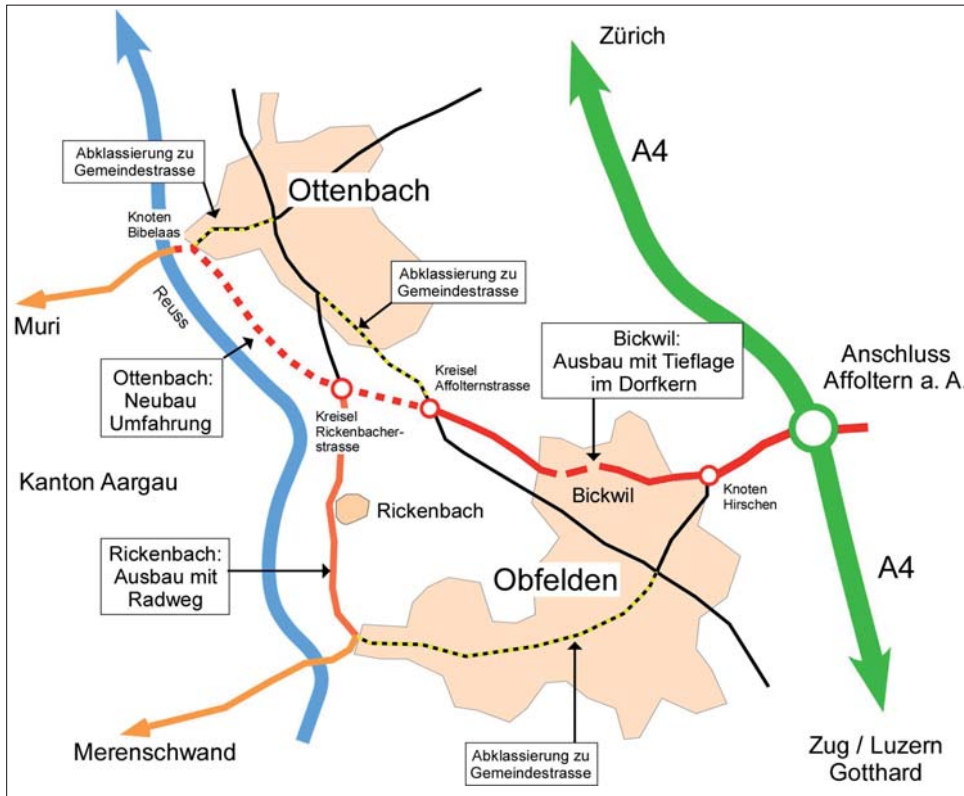 Zürich
A4
Abklassierung zu
Gemeindestrasse
Ottenbach
Knoten
Bibelaas
Abklassierung zu
Gemeindestrasse
Reuss
Muri
Bickwil:
Ausbau mit Tieflage
im Dorfkern
Anschluss
Affoltern a. A.
Ottenbach:
Neubau
Umfahrung
Kreisel
Affolternstrasse
Kreisel
Rickenbacher-
strasse
Kanton Aargau
Bickwil
Knoten
Hirschen
Rickenbach
Rickenbach:
Ausbau mit
Radweg
Obfelden
A4
Merenschwand
Abklassierung zu
Gemeindestrasse
Zug / Luzern
Gotthard